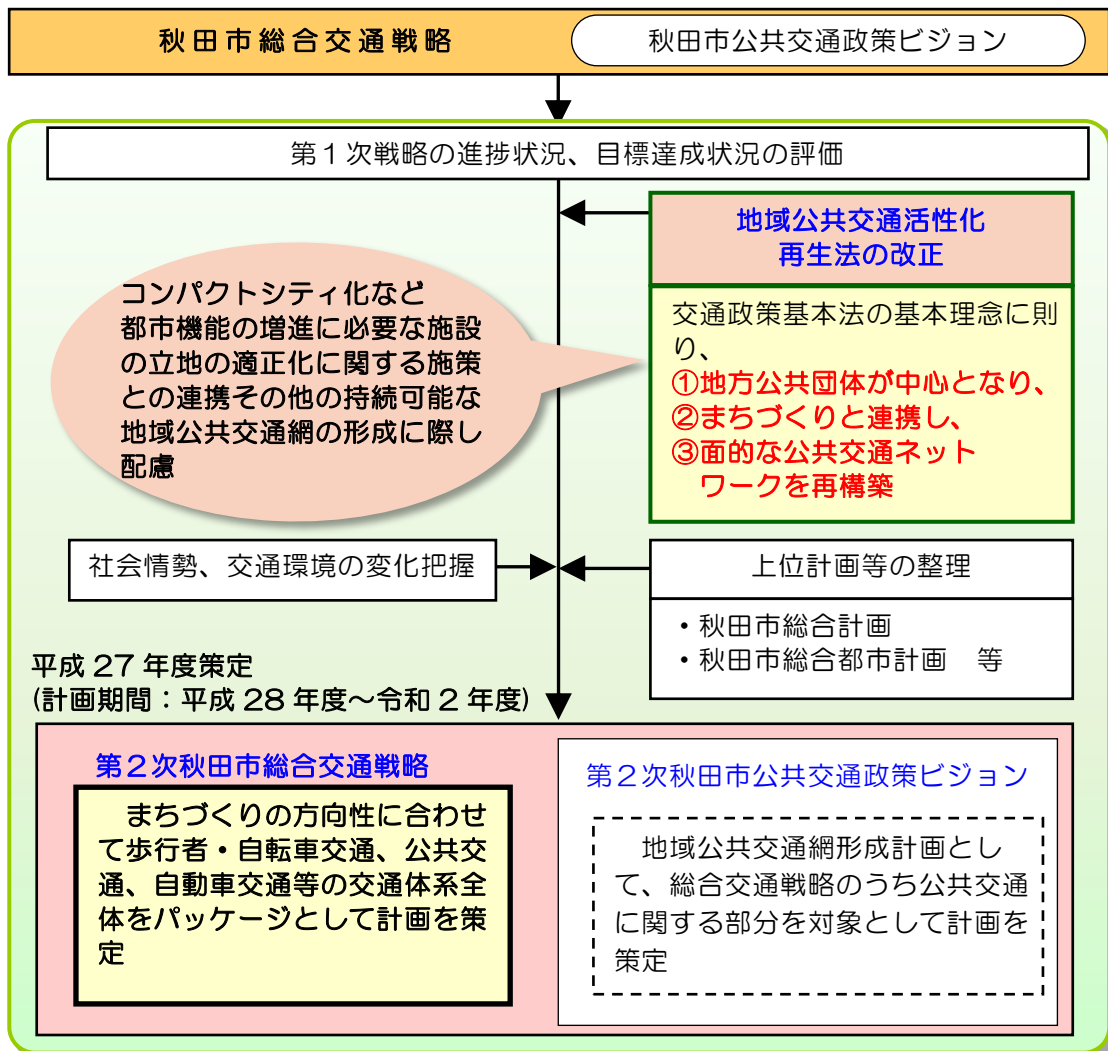 秋田市総合交通戦略
秋田市公共交通政策ビジョン
第１次戦略の進捗状況、目標達成状況の評価
地域公共交通活性化
再生法の改正
交通政策基本法の基本理念に則
り、
①地方公共団体が中心となり、
②まちづくりと連携し、
③面的な公共交通ネット
ワークを再構築
コンパクトシティ化など
都市機能の増進に必要な施設
の立地の適正化に関する施策
との連携その他の持続可能な
地域公共交通網の形成に際し
配慮
社会情勢、交通環境の変化把握
上位計画等の整理
・秋田市総合計画
・秋田市総合都市計画　等
平成 27 年度策定
(計画期間：平成 28 年度～令和 2 年度)
第２次秋田市総合交通戦略
まちづくりの方向性に合わせ
て歩行者・自転車交通、公共交
通、自動車交通等の交通体系全
体をパッケージとして計画を策
定
第２次秋田市公共交通政策ビジョン
地域公共交通網形成計画とし
て、総合交通戦略のうち公共交通
に関する部分を対象として計画を
策定